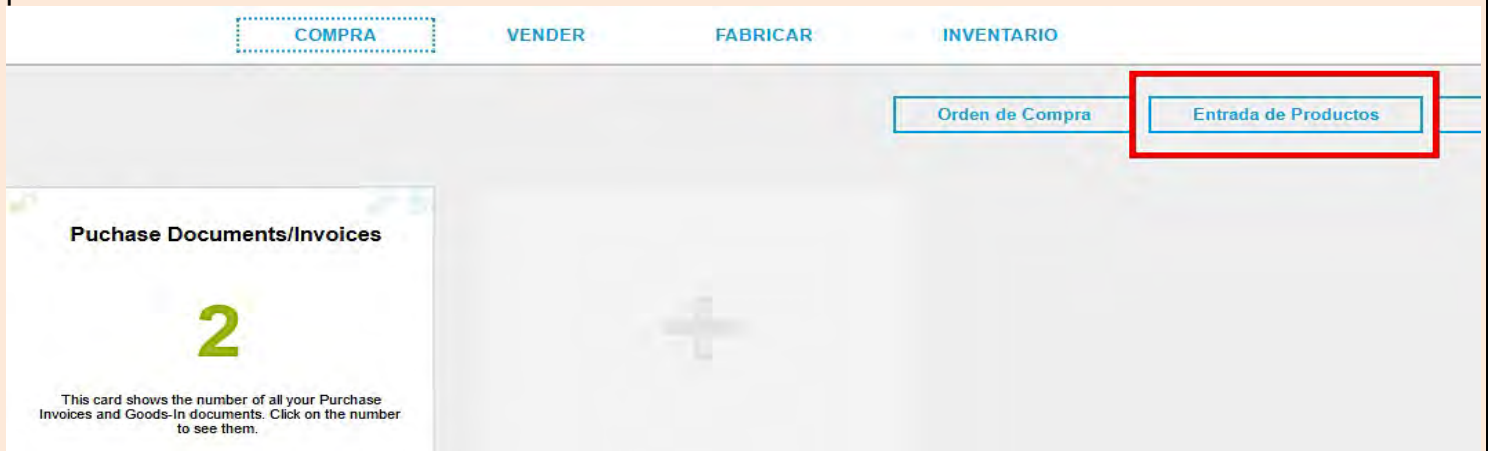 COMPRA VENDER FABRICAR INVENTARIO
Orden de Compra Entrada de Productos
Puchase Documents/Invoices
2
This card shows the number of all your Purchase
Invoices and Goods-In documents. Click on the number
to see them.